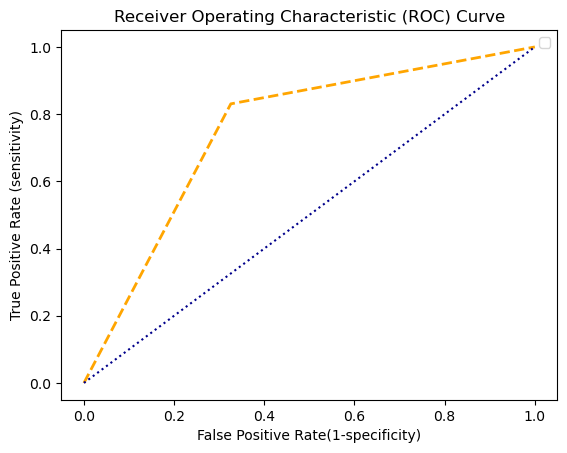 Receiver Operating Characteristic (ROC) Curve
1.0
0.8
0.6
0.4
0.2
0.0
True Positive Rate (sensitivity)
0.0 0.2 0.4 0.6 0.8 1.0
False Positive Rate(1-specificity)